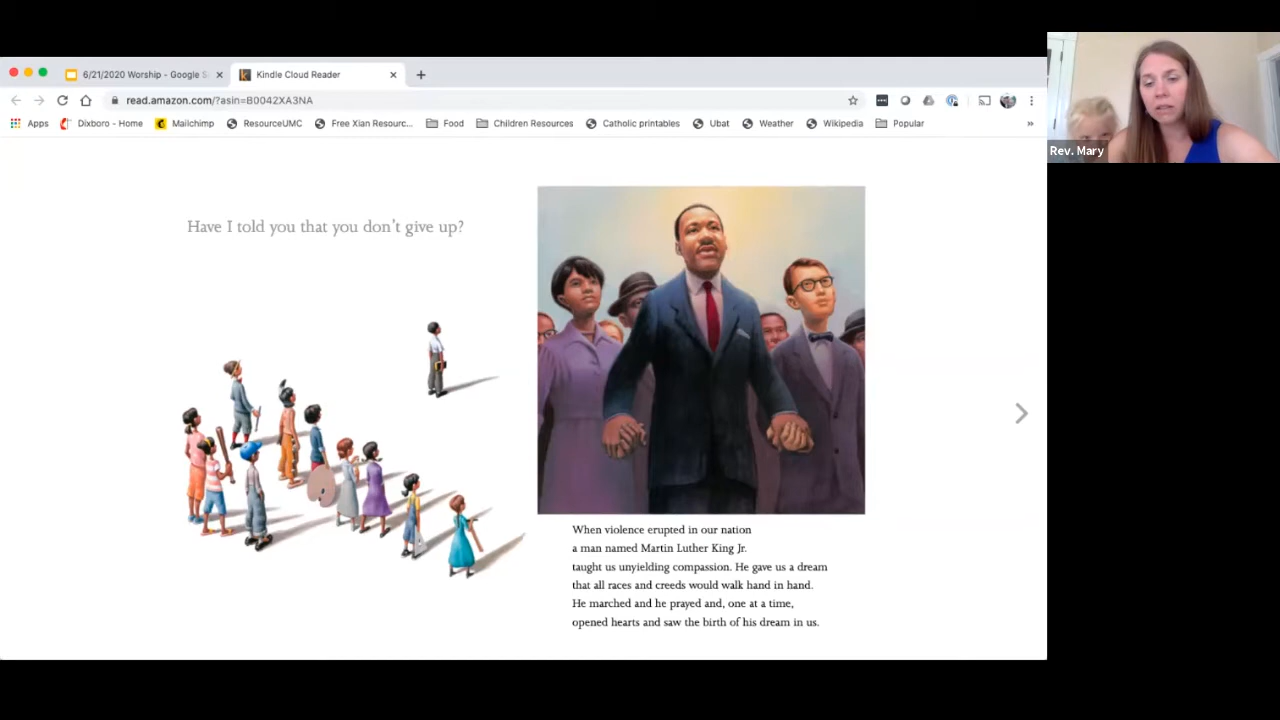 6/21/2020 Worship - Google S
Kindle Cloud Reader
read.amazon.com/?asin=B0042XA3NA
Apps
Dixboro - Home
Mailchimp
ResourceUMC
Free Xian Resourc...
Food
Children Resources
Catholic printables
Ubat
Weather
Wikipedia
Popular
»
Rev. Mary
Have I told you that you don't give up?
When violence erupted in our nation
a man named Martin Luther King Jr.
taught us unyielding compassion. He gave us a dream
that all races and creeds would walk hand in hand.
He marched and he prayed and, one at a time,
opened hearts and saw the birth of his dream in us.